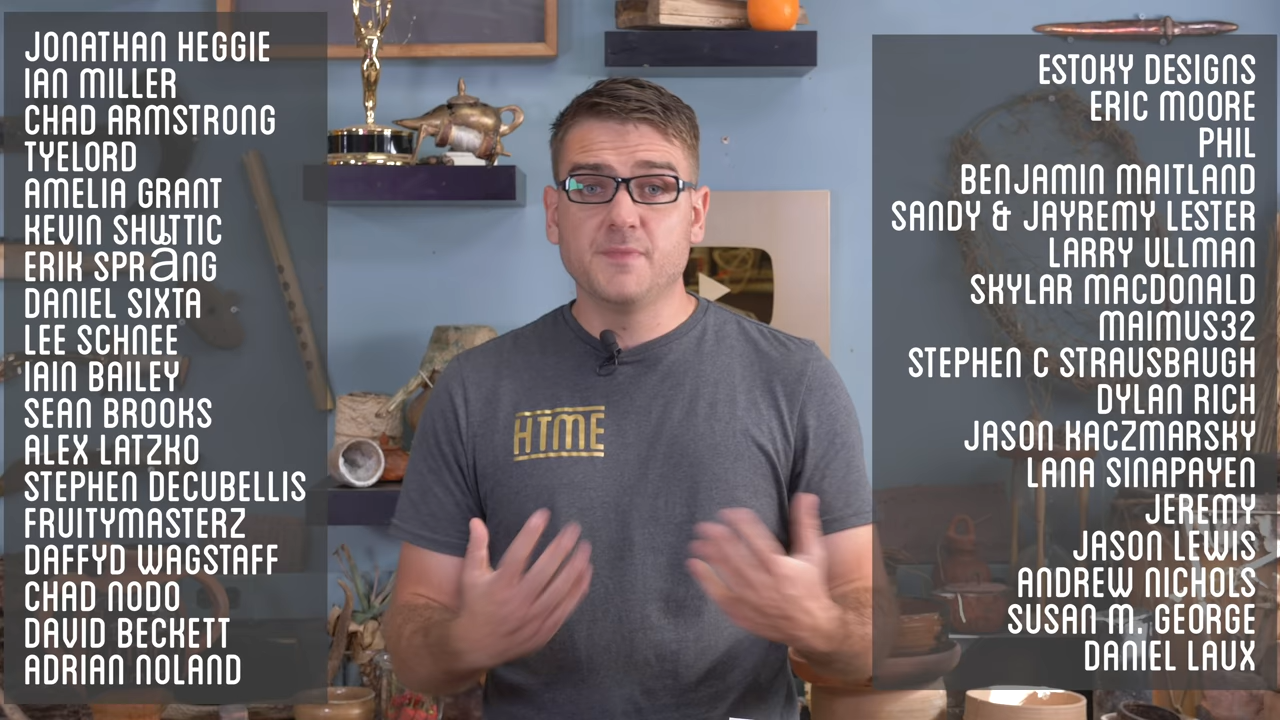 JONATHAN HEGGIE
IAN MILLER
CHAD ARMSTRONG
TYELORD
AMELIA GRANT
KEVIN SHUTTIC
ERIK SPRåNG
DANIEL SIXTA
LEE SCHNEE
IAIN BAILEY
SEAN BROOKS
ALEX LATZKO
STEPHEN DECUBELLIS
FRUITYMASTERZ
DAFFYD WAGSTAFF
CHAD NODO
DAVID BECKETT
ADRIAN NOLAND
HTME
ESTOKY DESIGNS
ERIC MOORE
PHIL
BENJAMIN MAITLAND
SANDY & JAYREMY LESTER
LARRY ULLMAN
SKYLAR MACDONALD
MAIMUS32
STEPHEN C STRAUSBAUGH
DYLAN RICH
JASON KACZMARSKY
LANA SINAPAYEN
JEREMY
JASON LEWIS
ANDREW NICHOLS
SUSAN M. GEORGE
DANIEL LAUX